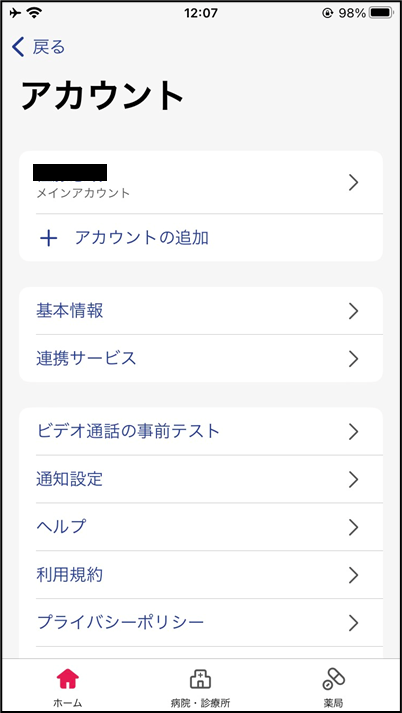 12:07
98%
戻る
アカウント
メインアカウント
アカウントの追加
基本情報
連携サービス
ビデオ通話の事前テスト
通知設定
ヘルプ
利用規約
プライバシーポリシー
ホーム
病院・診療所
薬局